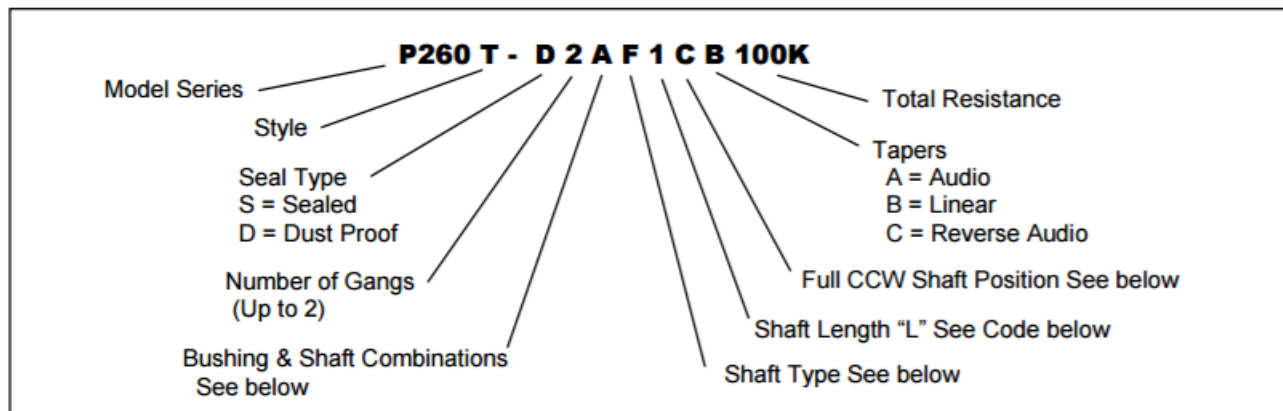 P260 T - D 2 A F 1 C B 100K
Model Series
Total Resistance
Style
Tapers
A = Audio
B = Linear
C = Reverse Audio
Seal Type
S = Sealed
D = Dust Proof
Number of Gangs
(Up to 2)
Full CCW Shaft Position See below
Shaft Length “L” See Code below
Bushing & Shaft Combinations
See below
Shaft Type See below